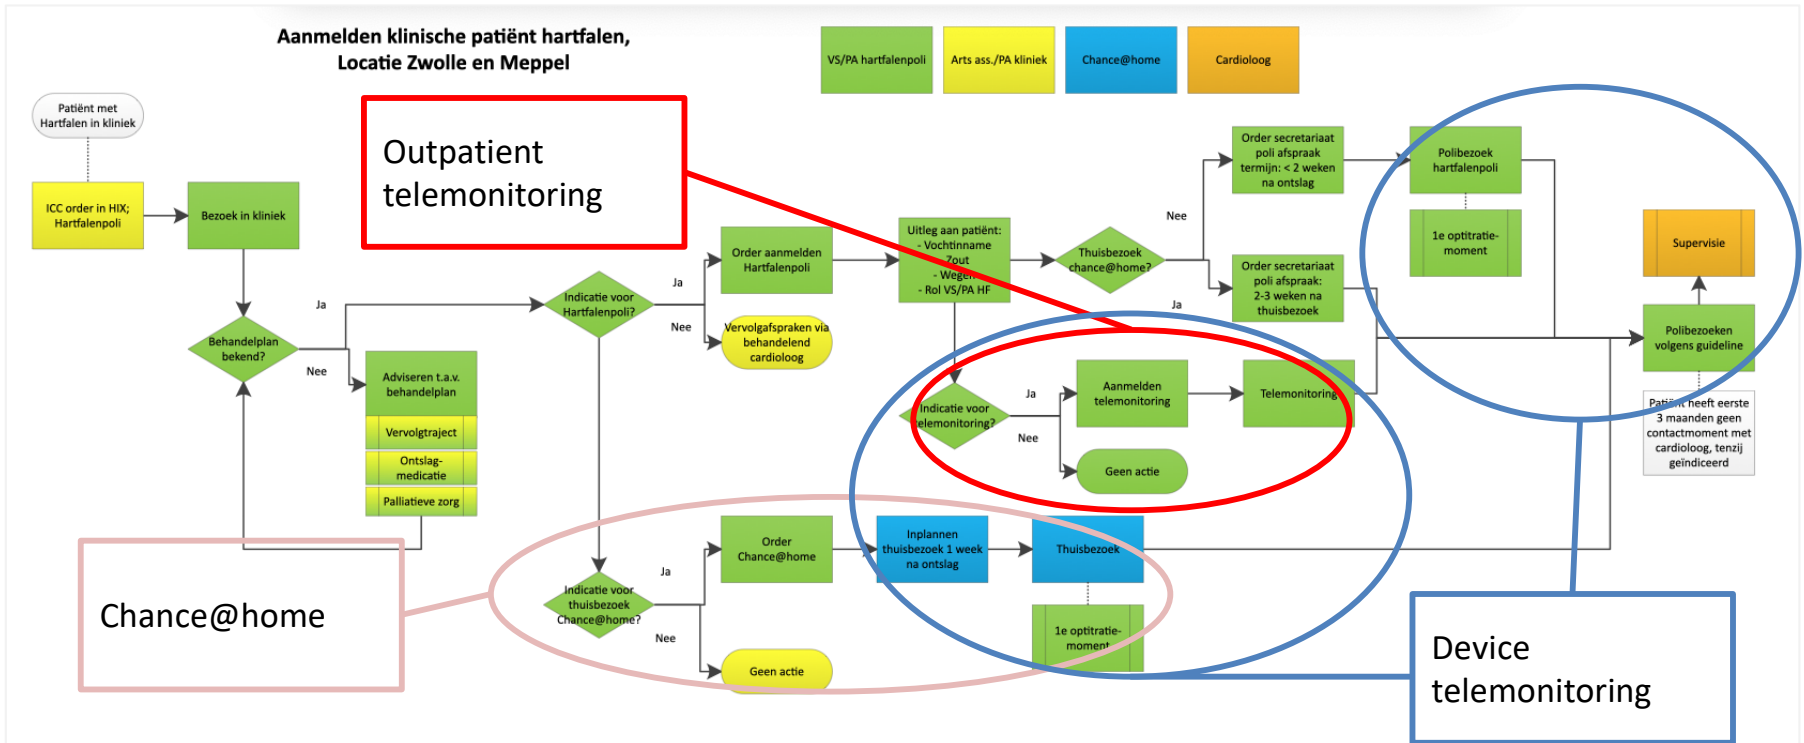 Aanmelden klinische patiënt hartfalen,
Locatie Zwolle en Meppel
VS/PA hartfalenpoli
Arts ass./PA kliniek
Chance@home
Cardioloog
Patiënt met
Hartfalen in kliniek
ICC order in HIX;
Hartfalenpoli
Bezoek in kliniek
Behandelplan
bekend?
Ja
Nee
Adviseren t.a.v.
behandelplan
Vervolgtraject
Ontslag-
medicatie
Palliatieve zorg
Outpatient
telemonitoring
Indicatie voor
Hartfalenpoli?
Ja
Nee
Order aanmelden
Hartfalenpoli
Vervolgafspraken via
behandelend
cardioloog
Uitleg aan patiënt:
- Vochtinname
- Zout
- Wegen
- Rol VS/PA HF
Thuisbezoek
chance@home?
Nee
Ja
Order secretariaat
poli afspraak
termijn: < 2 weken
na ontslag
Order secretariaat
poli afspraak:
2-3 weken na
thuisbezoek
Polibezoek
hartfalenpoli
1e optitratie-
moment
Supervisie
Polibezoeken
volgens guideline
Patiënt heeft eerste
3 maanden geen
contactmoment met
cardioloog, tenzij
geïndiceerd
Indicatie voor
telemonitoring?
Ja
Nee
Aanmelden
telemonitoring
Telemonitoring
Geen actie
Chance@home
Indicatie voor
thuisbezoek
Chance@home?
Ja
Nee
Order
Chance@home
Geen actie
Inplannen
thuisbezoek 1 week
na ontslag
Thuisbezoek
1e optitratie-
moment
Device
telemonitoring